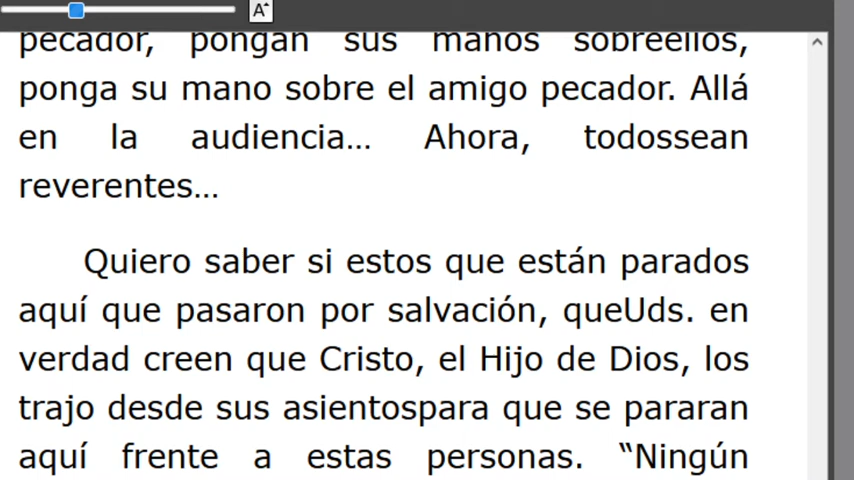 A
pecador, pongan sus manos sobreellos,
ponga su mano sobre el amigo pecador. Allá
en la audiencia... Ahora, todossean
reverentes...
Quiero saber si estos que están parados
aquí que pasaron por salvación, queUds. en
verdad creen que Cristo, el Hijo de Dios, los
trajo desde sus asientospara que se pararan
aquí frente a estas personas. “Ningún